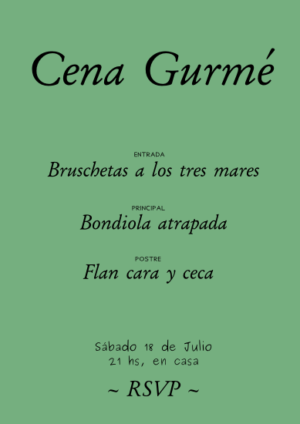 Cena Gurmé
ENTRADA
Bruschetas a los tres mares
PRINCIPAL
Bondiola atrapada
POSTRE
Flan cara y ceca
Sábado 18 de Julio
21 hs, en casa
~ RSVP ~